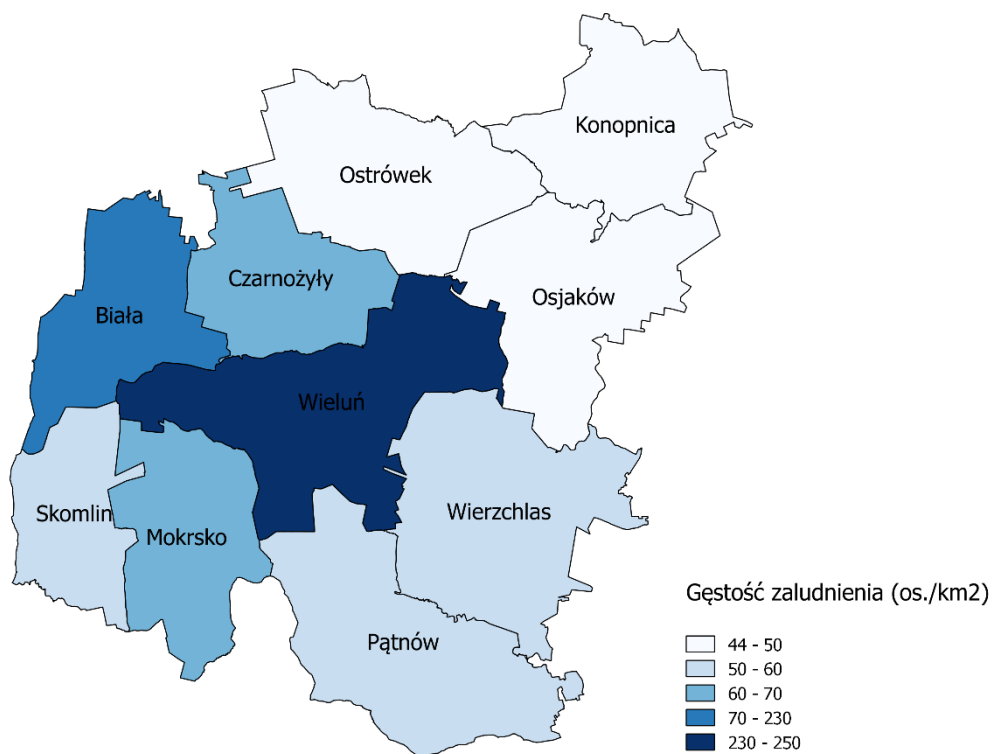 Konopnica
Ostrówek
Czarnożyły
Osjaków
Biała
Wieluń
Skomlin
Wierzchlas
Mokrsko
Pątnów
Gęstość zaludnienia (os./km2)
44 - 50
50 - 60
60 - 70
70 - 230
230 - 250